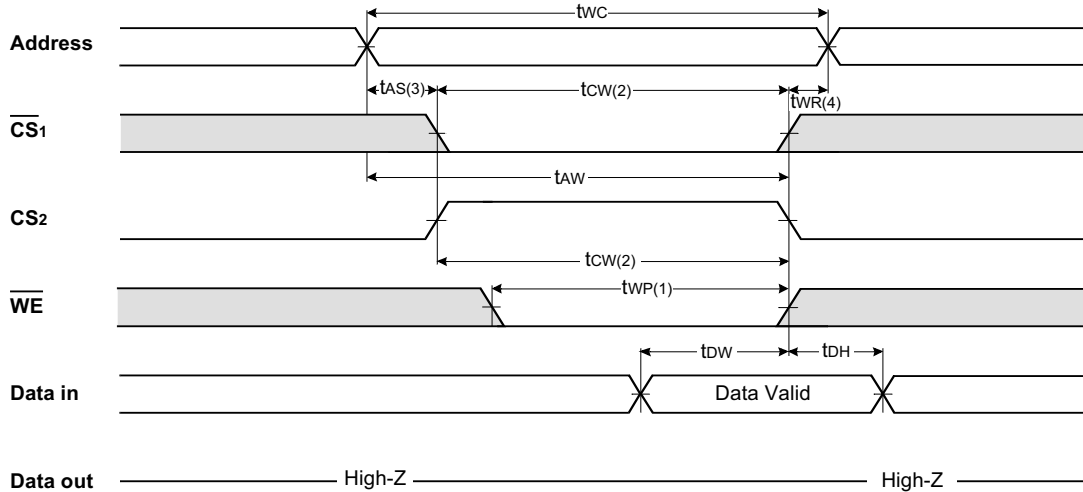 tWC
Address
tAS(3) tCW(2) tWR(4)
CS1
tAW
CS2
tCW(2)
tWP(1)
WE
tDW tDH
Data in Data Valid
Data out High-Z High-Z